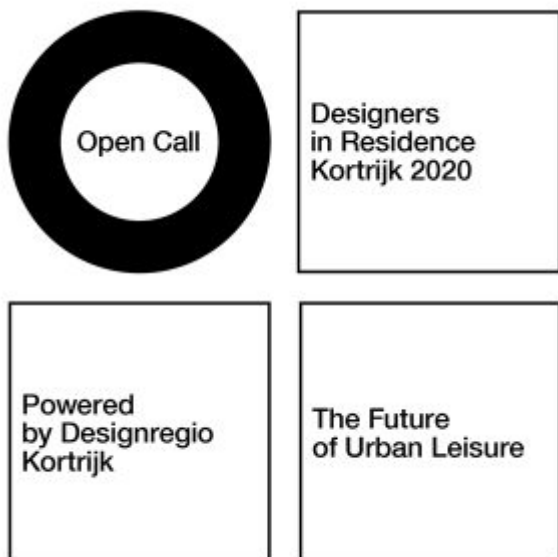 Open Call
Designers
in Residence
Kortrijk 2020
Powered
by Designregio
Kortrijk
The Future
of Urban Leisure